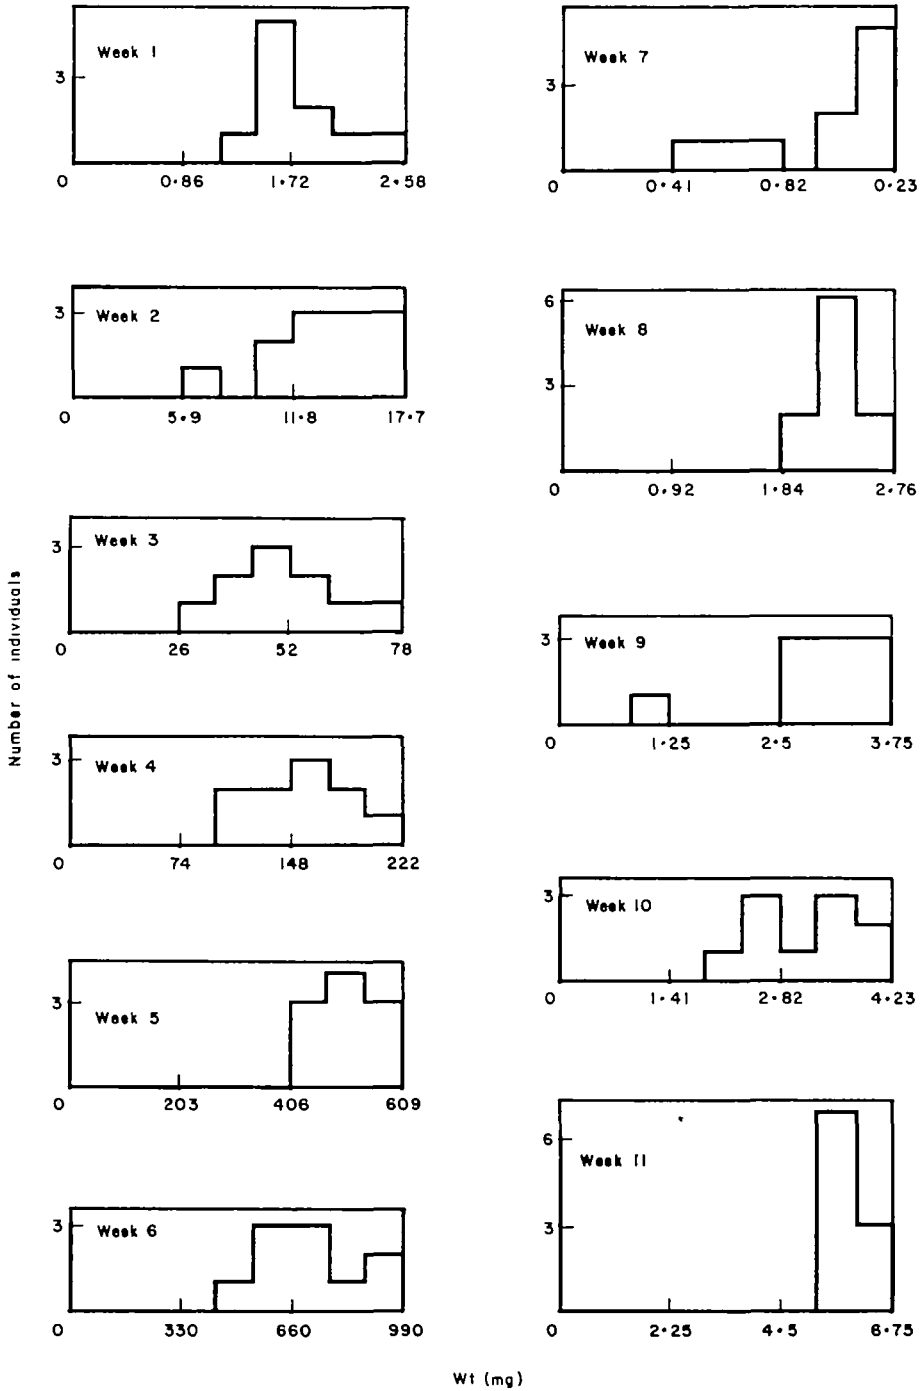 Week 1
3
0 0·86 1·72 2·58
Week 2
3
0 5·9 11·8 17·7
Week 3
3
0 26 52 78
Week 4
3
0 74 148 222
Week 5
3
0 203 406 609
Week 6
3
0 330 660 990
Number of individuals
Week 7
3
0 0·41 0·82 0·23
Week 8
6
3
0 0·92 1·84 2·76
Week 9
3
0 1·25 2·5 3·75
Week 10
3
0 1·41 2·82 4·23
Week 11
6
3
0 2·25 4·5 6·75
Wt (mg)